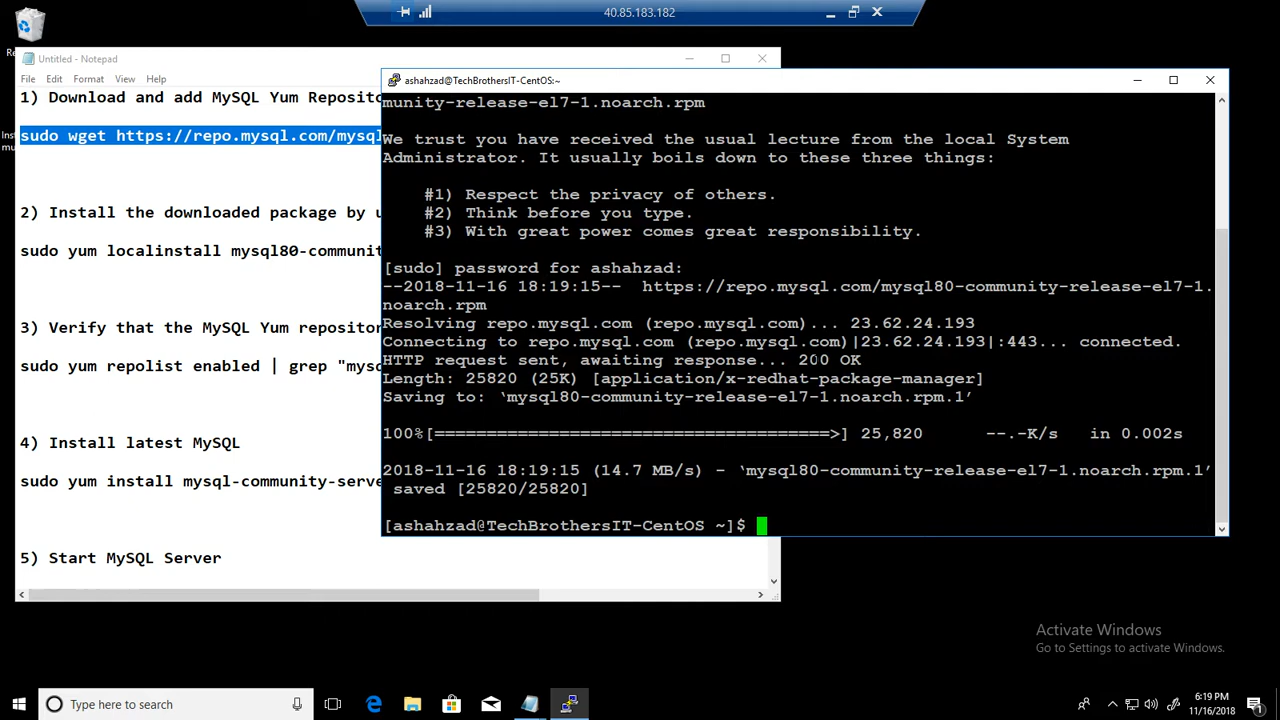 40.85.183.182
Untitled - Notepad
File Edit Format View Help
1) Download and add MySQL Yum
sudo wget https://repo.mysql.com/
2) Install the downloaded package by
sudo yum localinstall
3) Verify that the MySQL Yum
sudo yum repolist enabled | grep
4) Install latest MySQL
sudo yum install
5) Start MySQL Server
ashahzad@TechBrothersIT-CentOS:~
munity-release-el7-1.noarch.rpm
We trust you have received the usual lecture from the local System
Administrator. It usually boils down to these three things:
#1) Respect the privacy of others.
#2) Think before you type.
#3) With great power comes great responsibility.
[sudo] password for ashahzad:
--2018-11-16 18:19:15-- https://repo.mysql.com/mysql80-community-release-el7-1.
noarch.rpm
Resolving repo.mysql.com (repo.mysql.com)... 23.62.24.193
Connecting to repo.mysql.com (repo.mysql.com)|23.62.24.193|:443... connected.
HTTP request sent, awaiting response... 200 OK
Length: 25820 (25K) [application/x-redhat-package-manager]
Saving to: ‘mysql80-community-release-el7-1.noarch.rpm.1’
100%[======================================>] 25,820 --.-K/s in 0.002s
2018-11-16 18:19:15 (14.7 MB/s) - ‘mysql80-community-release-el7-1.noarch.rpm.1’
saved [25820/25820]
[ashahzad@TechBrothersIT-CentOS ~]$
Activate Windows
Go to Settings to activate Windows.
Type here to search
6:19 PM
11/16/2018